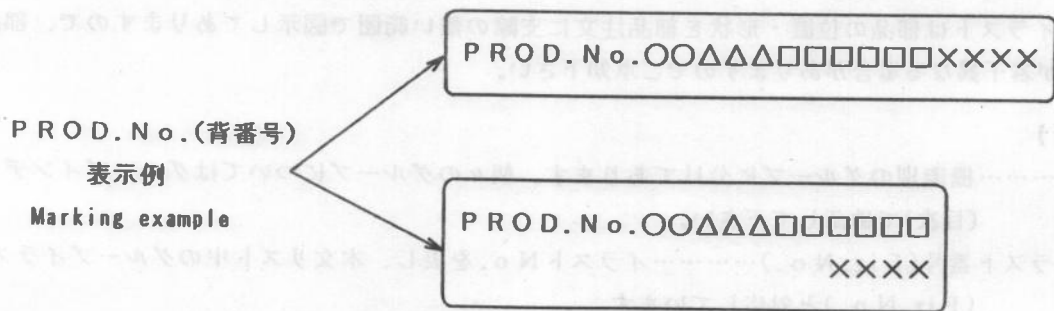 PROD.No.○○△△△□□□□□□□××××
PROD.No.(背番号)
表示例
Marking example
PROD.No.○○△△△□□□□□□□
××××